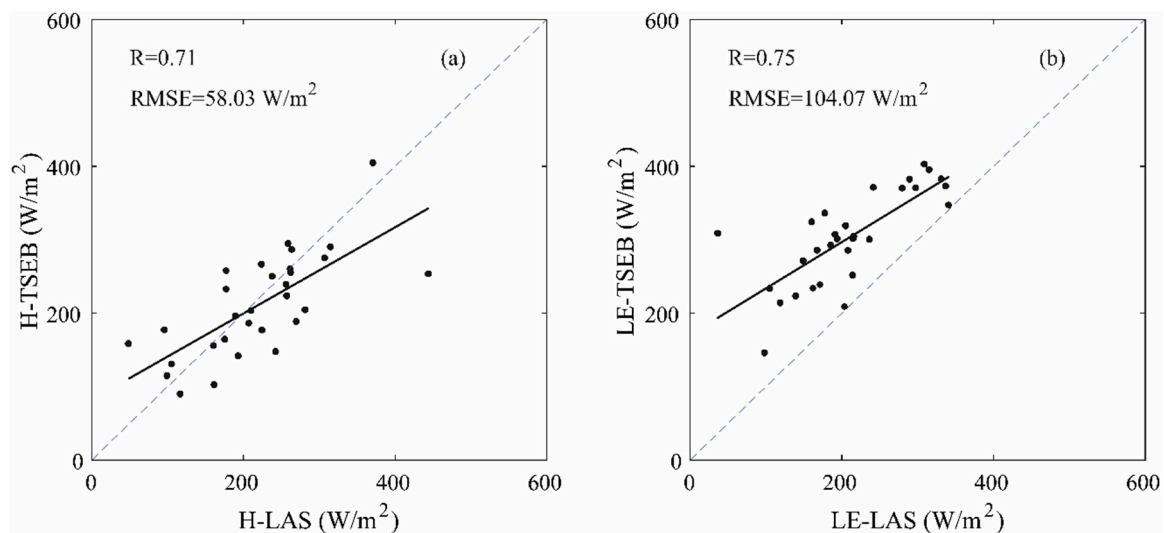 600
400
200
0
R=0.71
(a)
RMSE=58.03 W/m²
H-TSEB (W/m²)
0
200
400
600
H-LAS (W/m²)
600
400
200
0
R=0.75
(b)
RMSE=104.07 W/m²
LE-TSEB (W/m²)
0
200
400
600
LE-LAS (W/m²)